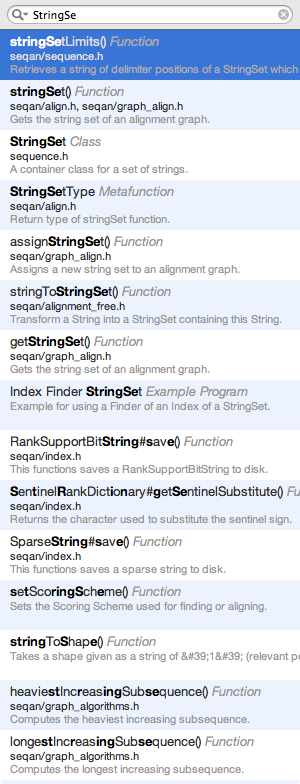 StringSe
stringSetLimits() Function
seqan/sequence.h
Retrieves a string of delimiter positions of a StringSet which
stringSet() Function
seqan/align.h, seqan/graph_align.h
Gets the string set of an alignment graph.
StringSet Class
sequence.h
A container class for a set of strings.
StringSetType Metafunction
seqan/align.h
Return type of stringSet function.
assignStringSet() Function
seqan/graph_align.h
Assigns a new string set to an alignment graph.
stringToStringSet() Function
seqan/alignment_free.h
Transform a String into a StringSet containing this String.
getStringSet() Function
seqan/graph_align.h
Gets the string set of an alignment graph.
Index Finder StringSet Example Program
Example for using a Finder of an Index of a StringSet.
RankSupportBitString#save() Function
seqan/index.h
This functions saves a RankSupportBitString to disk.
SentinelRankDictionary#getSentinelSubstitute() Fu
seqan/index.h
Returns the character used to substitute the sentinel sign.
SparseString#save() Function
seqan/index.h
This functions saves a sparse string to disk.
setScoringScheme() Function
Sets the Scoring Scheme used for finding or aligning.
stringToShape() Function
Takes a shape given as a string of &#39;1&#39; (relevant po
heaviestIncreasingSubsequence() Function
seqan/graph_algorithms.h
Computes the heaviest increasing subsequence.
longestIncreasingSubsequence() Function
seqan/graph_algorithms.h
Computes the longest increasing subsequence.